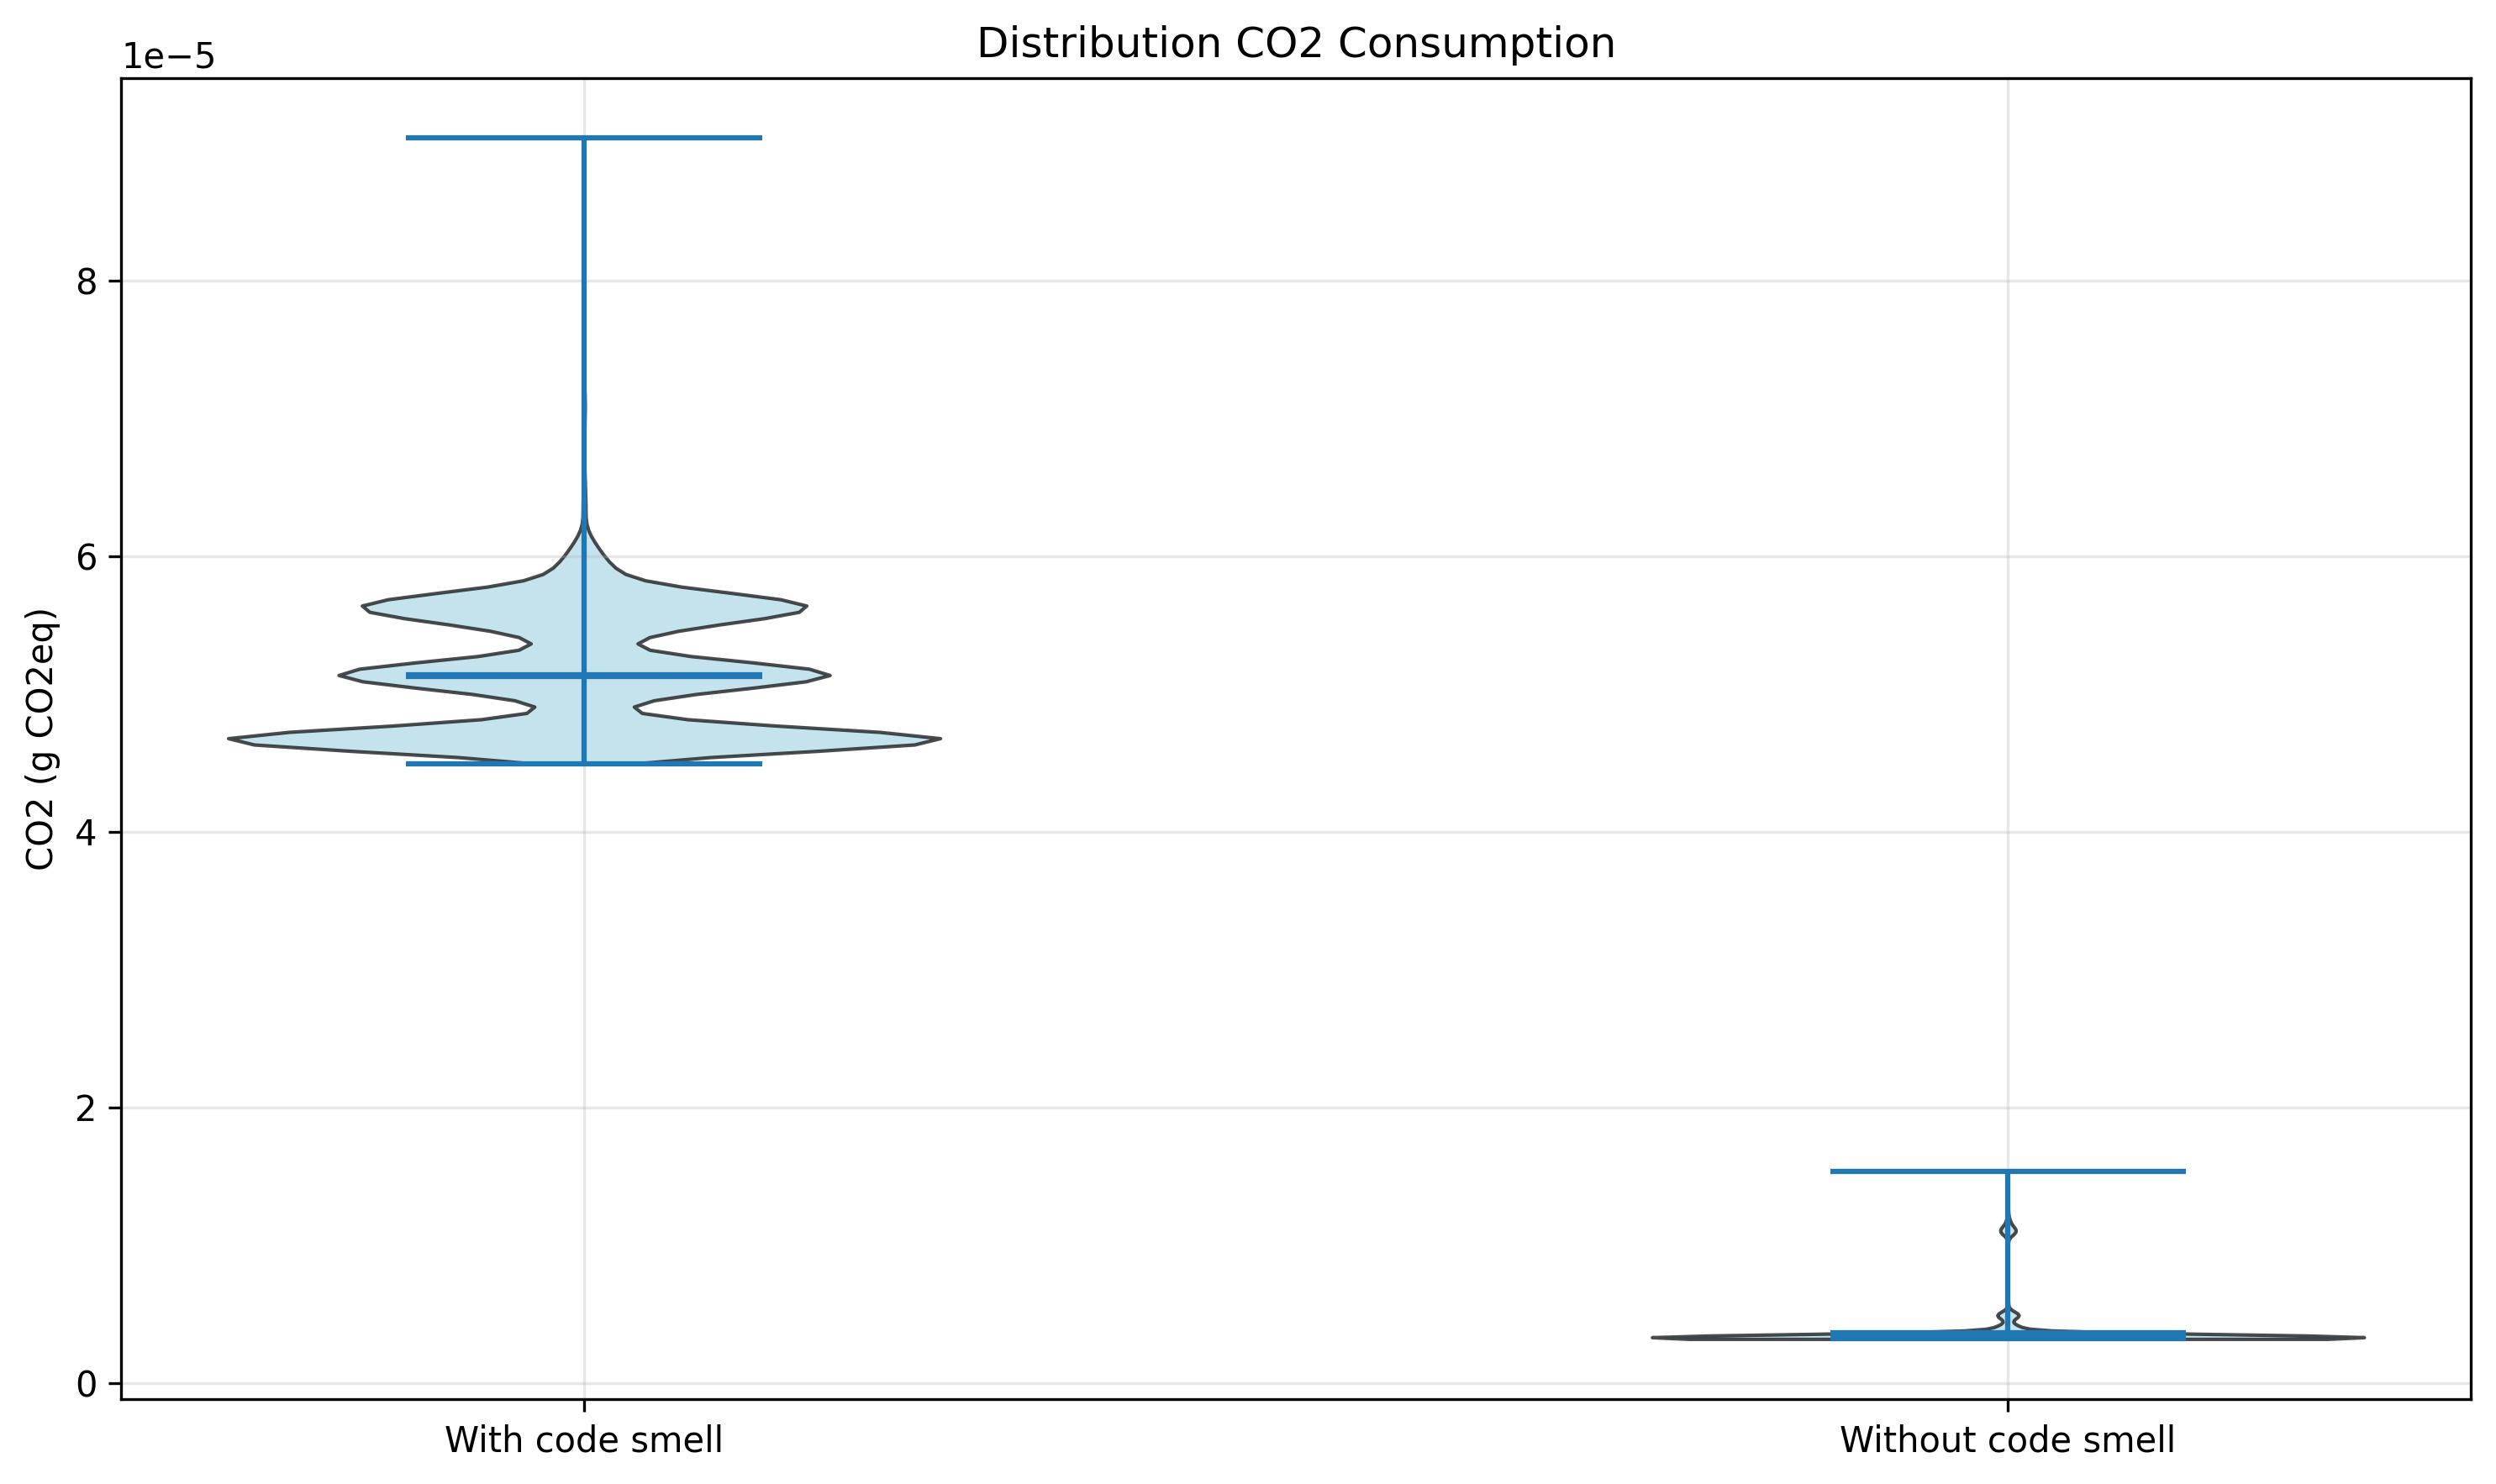 Distribution CO2 Consumption
1e−5
CO2 (g CO2eq)
8
6
4
2
0
With code smell
Without code smell